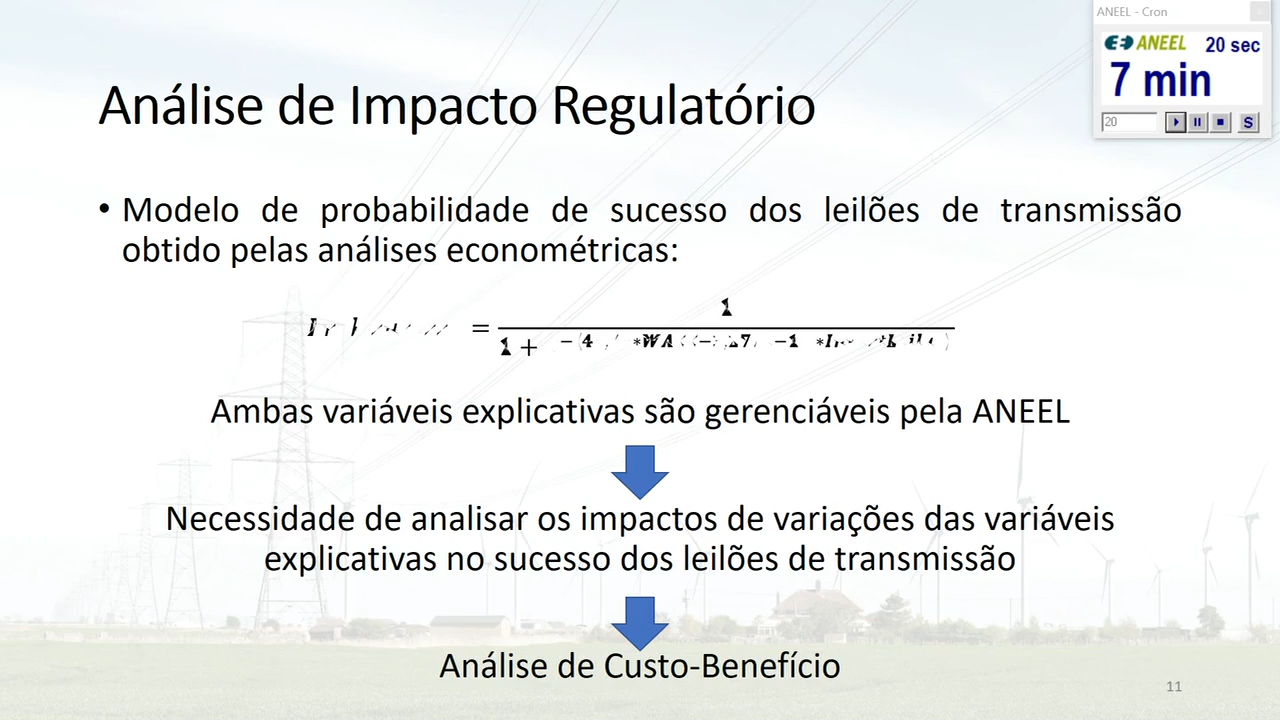 ANEEL - Cron
ANEEL 20 sec
7 min
20
S
Análise de Impacto Regulatório
• Modelo de probabilidade de sucesso dos leilões de transmissão
obtido pelas análises econométricas:
=
1
1 +
Ambas variáveis explicativas são gerenciáveis pela ANEEL
Necessidade de analisar os impactos de variações das variáveis
explicativas no sucesso dos leilões de transmissão
Análise de Custo-Benefício
11